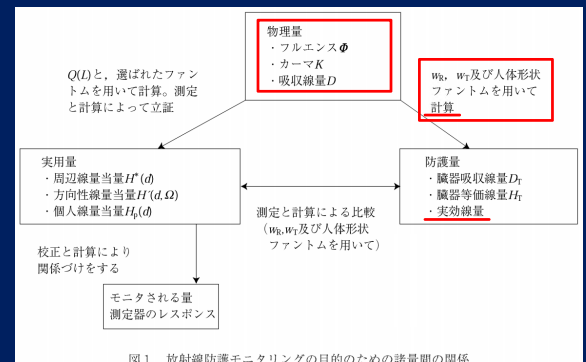 物理量
・フルエンスΦ
・カーマK
・吸収線量D
Q(L)と，選ばれたファン
トムを用いて計算。測定
と計算によって立証
wR，wT及び人体形状
ファントムを用いて
計算
実用量
・周辺線量当量H*(d)
・方向性線量当量H'(d, Ω)
・個人線量当量Hp(d)
防護量
・臓器吸収線量DT
・臓器等価線量HT
・実効線量
測定と計算による比較
（wR,wT及び人体形状
ファントムを用いて）
校正と計算により
関係づけをする
モニタされる量
測定器のレスポンス
図1　放射線防護モニタリングの目的のための諸量間の関係